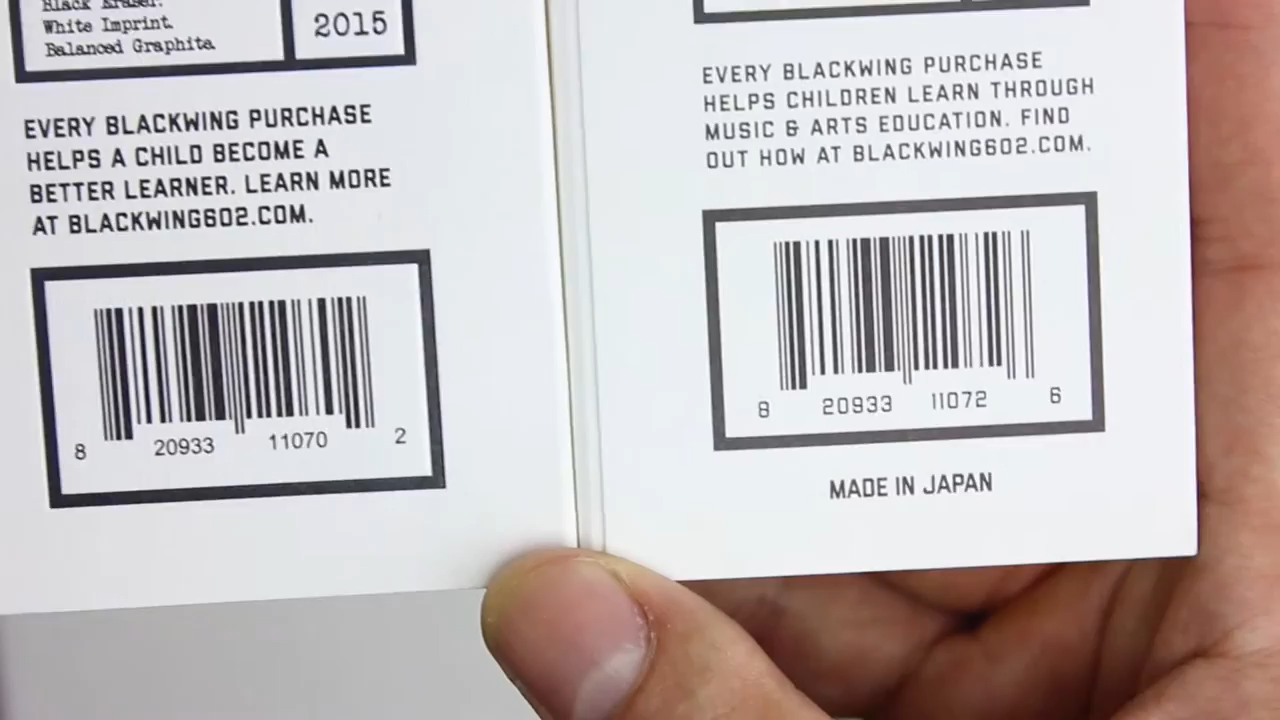 Black Eraser.
White Imprint.
Balanced Graphite.
2015
EVERY BLACKWING PURCHASE
HELPS A CHILD BECOME A
BETTER LEARNER. LEARN MORE
AT BLACKWING602.COM.
8 20933 11070 2
EVERY BLACKWING PURCHASE
HELPS CHILDREN LEARN THROUGH
MUSIC & ARTS EDUCATION. FIND
OUT HOW AT BLACKWING602.COM.
8 20933 11072 6
MADE IN JAPAN